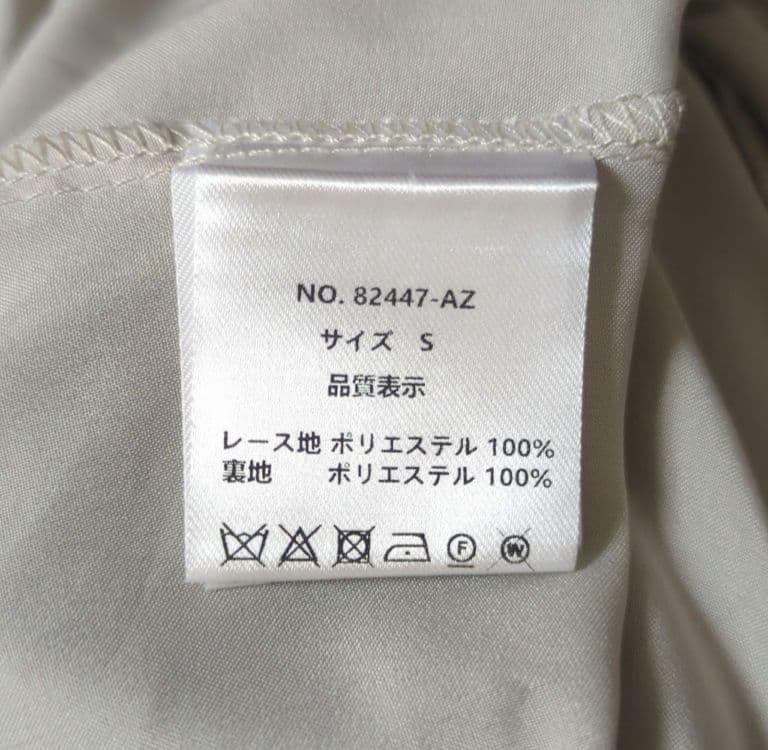 NO. 82447-AZ
サイズ S
品質表示
レース地 ポリエステル 100%
裏地 ポリエステル 100%
F W